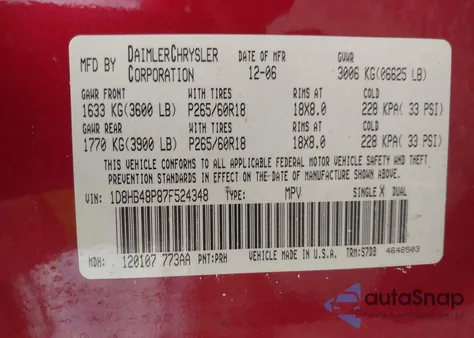 MFD BY DAIMLERCHRYSLER CORPORATION DATE OF MFR 12-06 GVWR 3006 KG(06625 LB)
GAWR FRONT WITH TIRES RIMS AT COLD
1633 KG(3600 LB) P265/60R18 18X8.0 228 KPA( 33 PSI)
GAWR REAR WITH TIRES RIMS AT COLD
1770 KG(3900 LB) P265/60R18 18X8.0 228 KPA( 33 PSI)
THIS VEHICLE CONFORMS TO ALL APPLICABLE FEDERAL MOTOR VEHICLE SAFETY AND THEFT
PREVENTION STANDARDS IN EFFECT ON THE DATE OF MANUFACTURE SHOWN ABOVE.
VIN: 1D8HB48P87F524348 TYPE: MPV SINGLE X DUAL
MDH: 120107 773AA PNT:PRH VEHICLE MADE IN U.S.A. TRM:S7DB 4648503
autoSnap